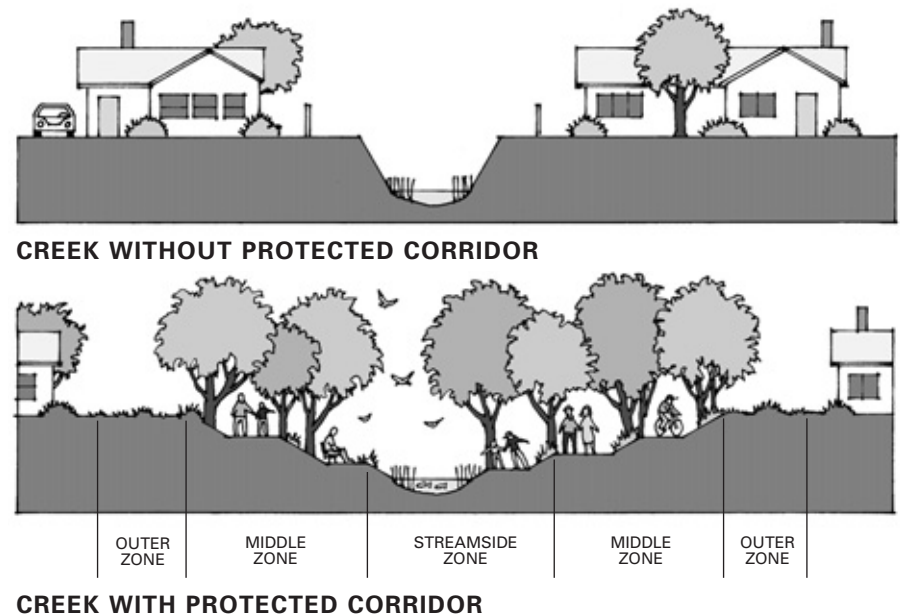 CREEK WITHOUT PROTECTED CORRIDOR
OUTER
ZONE
MIDDLE
ZONE
STREAMSIDE
ZONE
MIDDLE
ZONE
OUTER
ZONE
CREEK WITH PROTECTED CORRIDOR